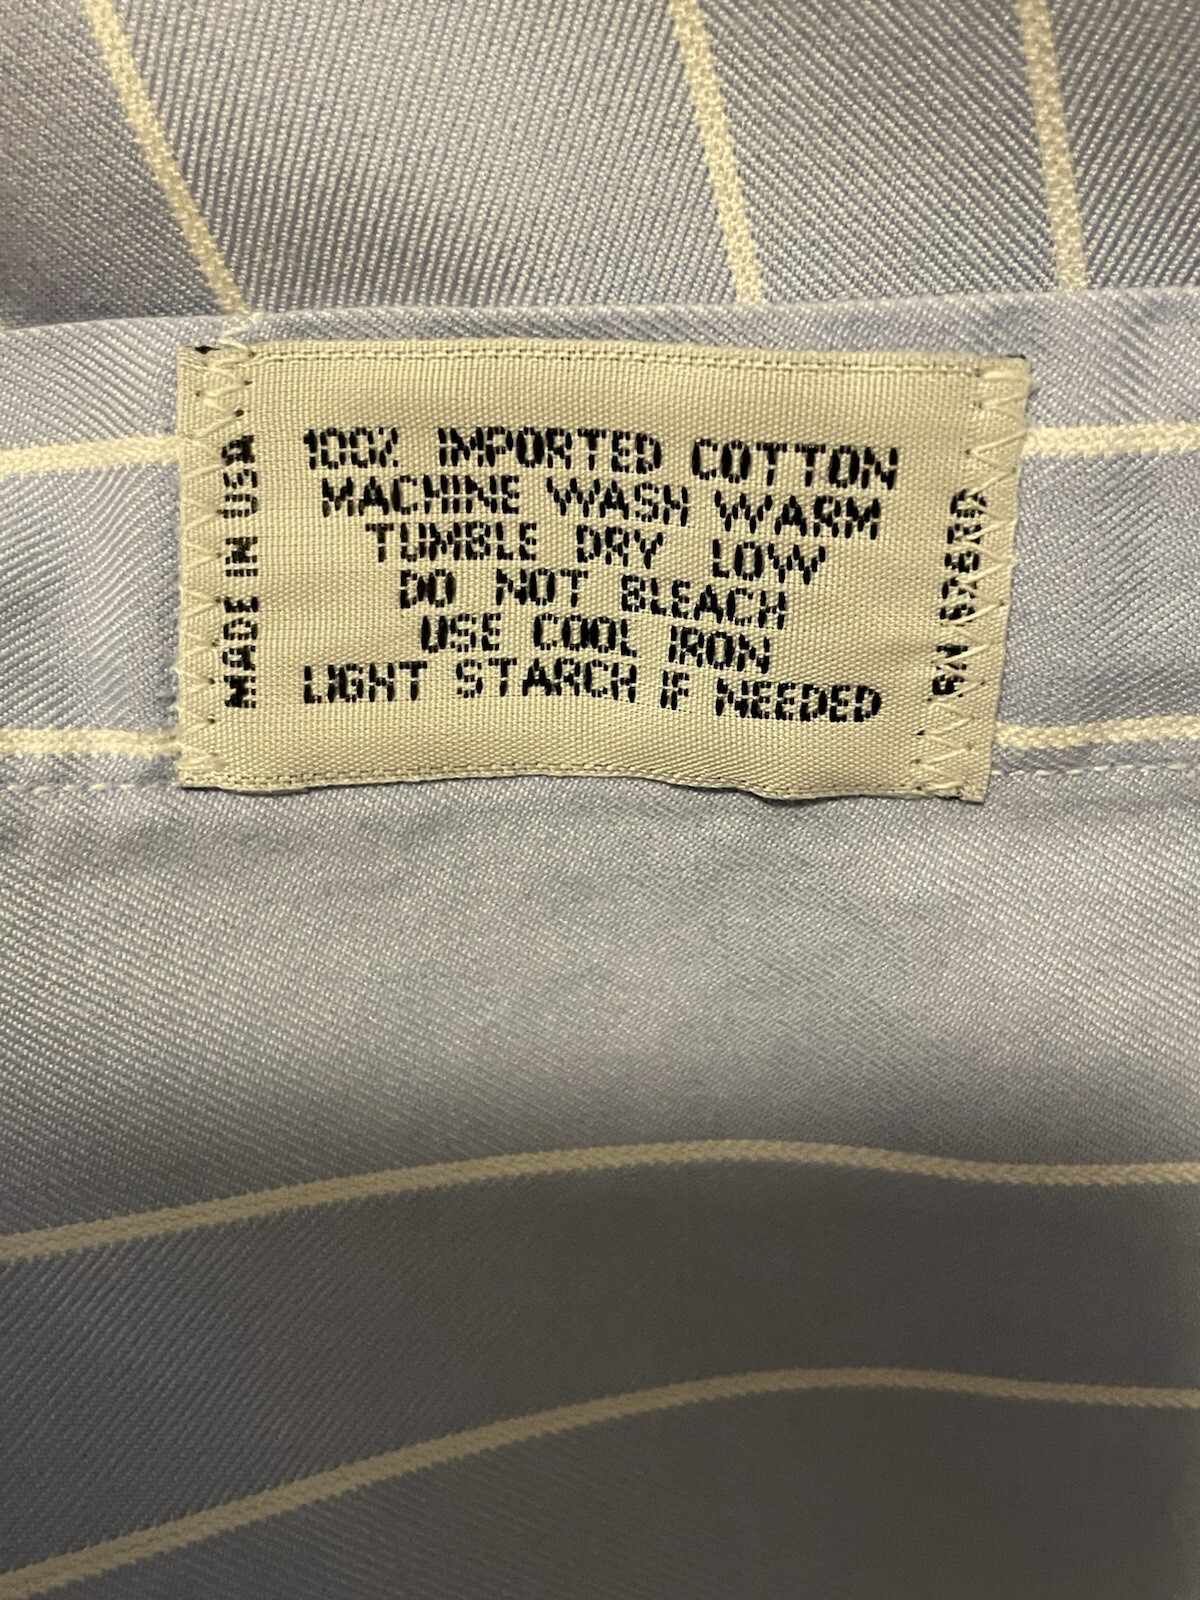 100% IMPORTED COTTON
MACHINE WASH WARM
TUMBLE DRY LOW
DO NOT BLEACH
USE COOL IRON
LIGHT STARCH IF NEEDED
MADE IN USA
RN